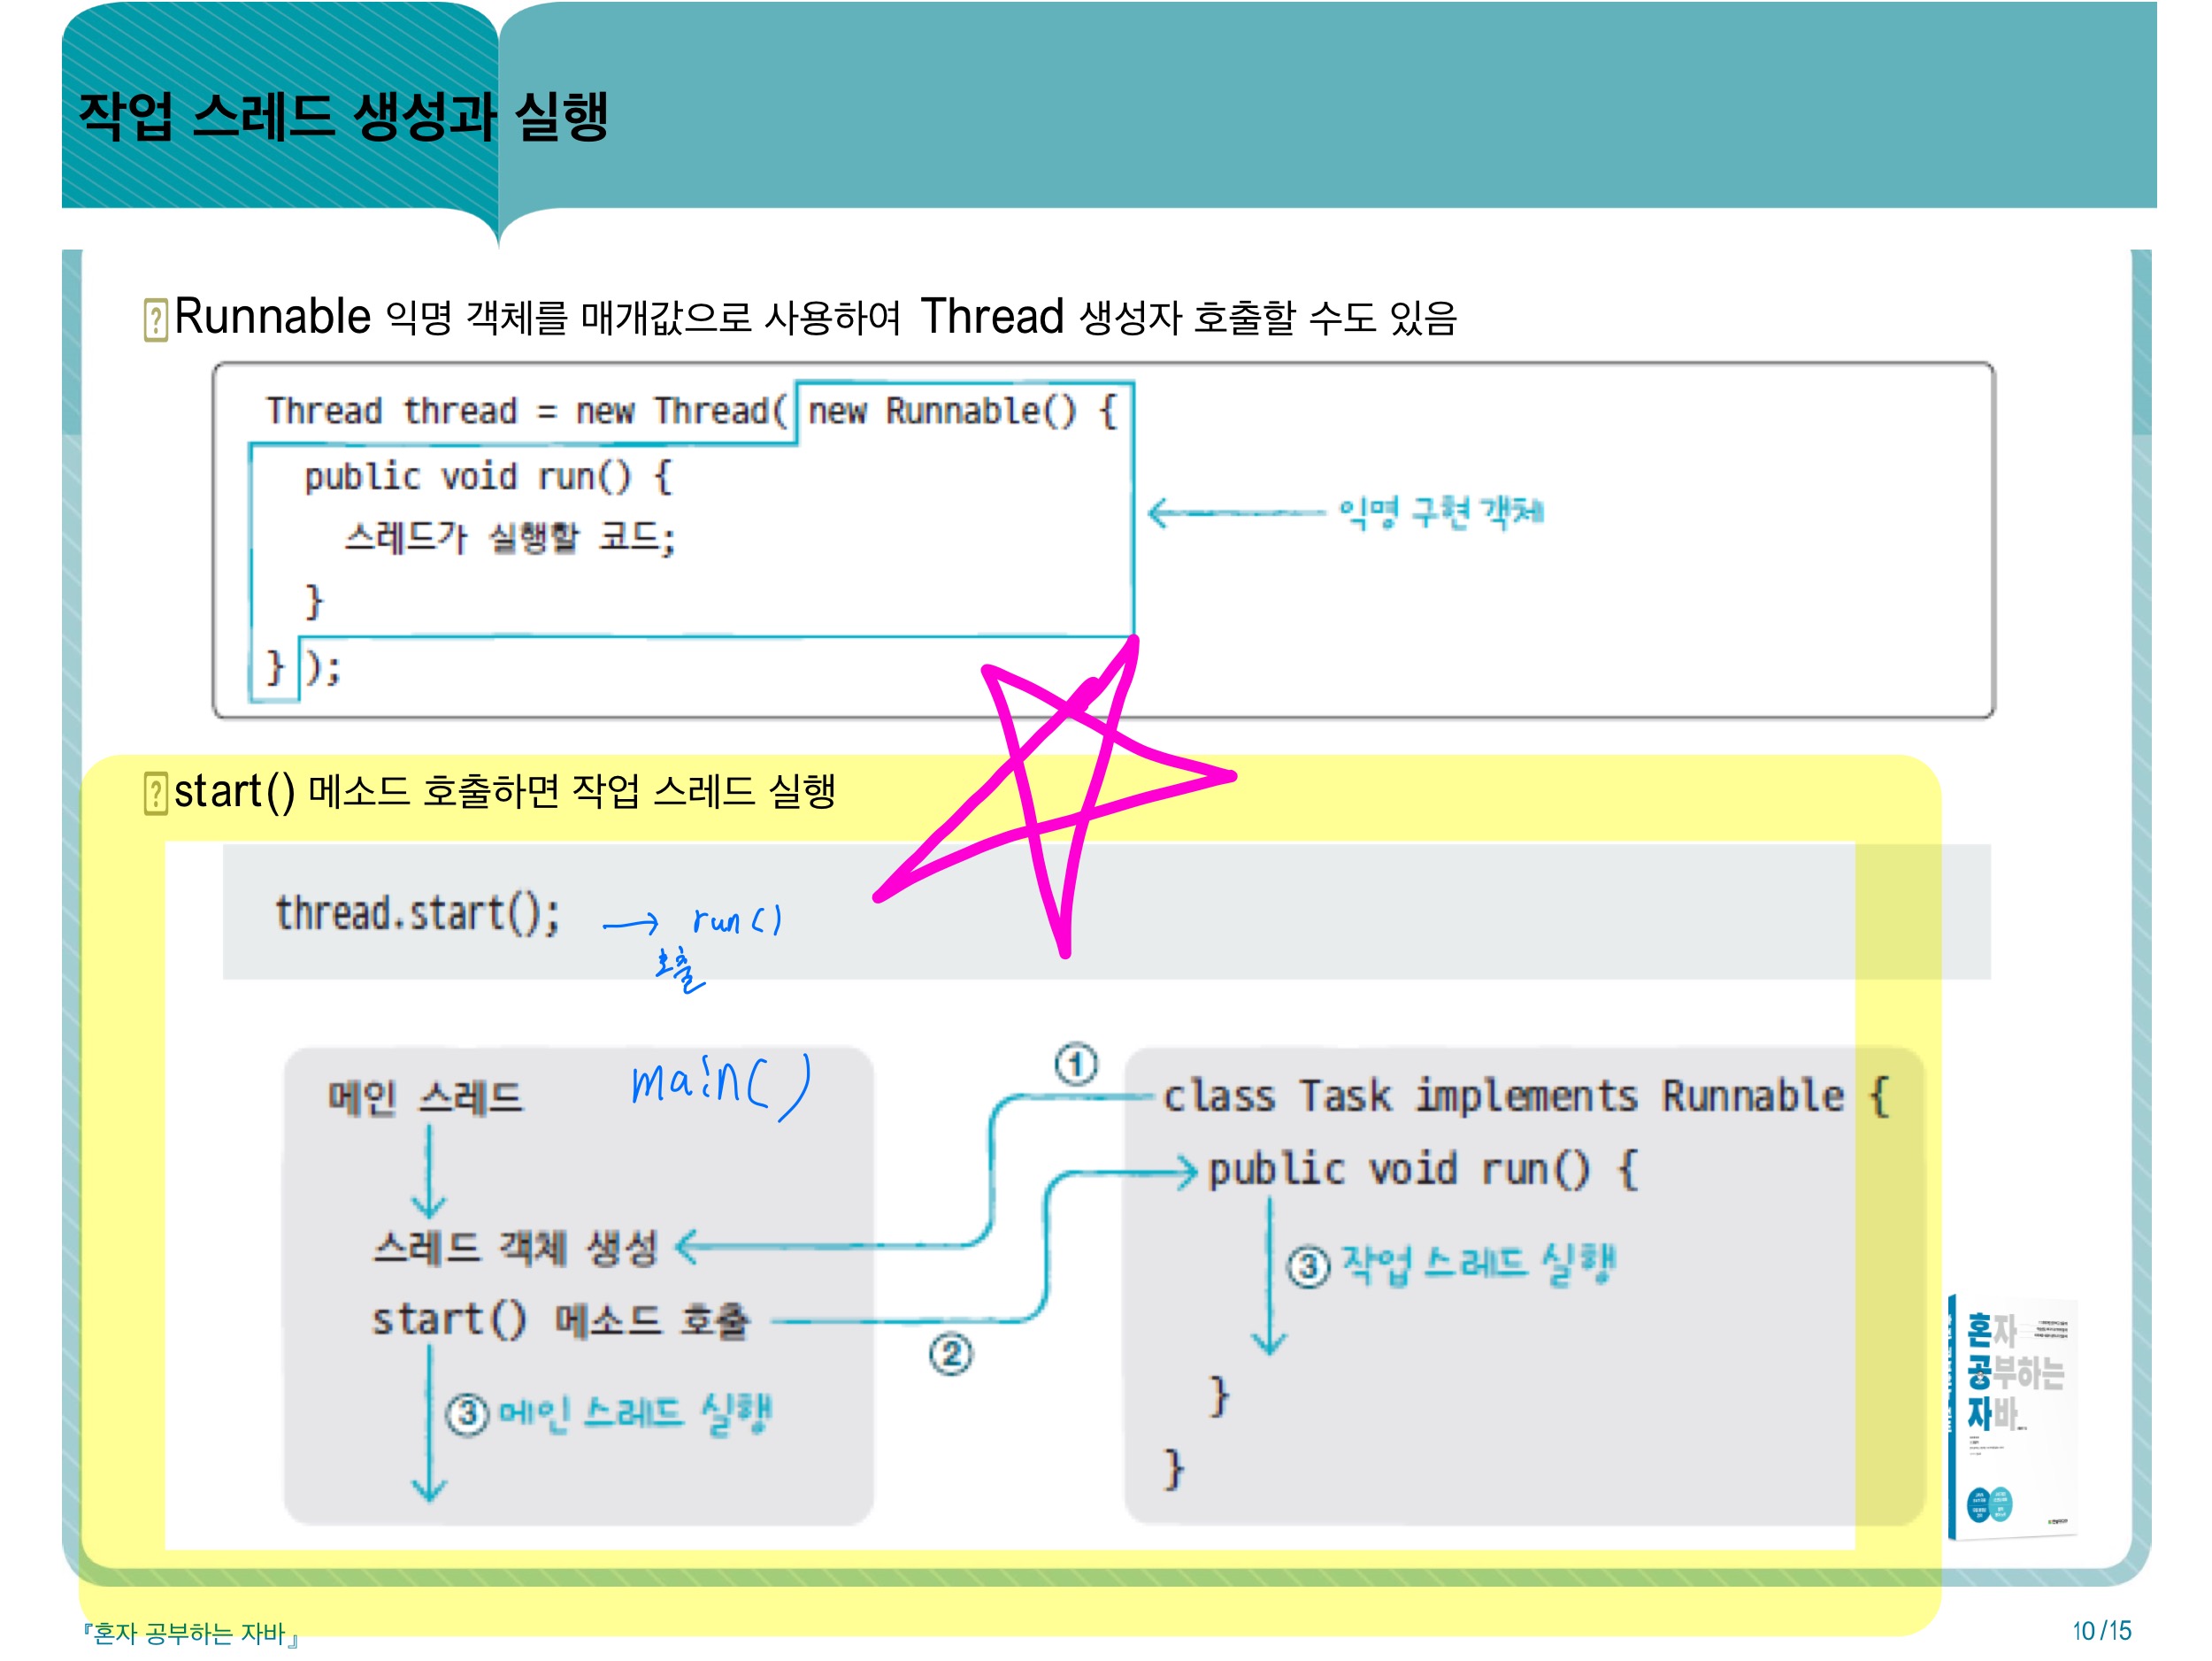 작업 스레드 생성과 실행
Runnable 익명 객체를 매개값으로 사용하여 Thread 생성자 호출할 수도 있음
Thread thread = new Thread( new Runnable() {
public void run() {
스레드가 실행할 코드;
}
} );
익명 구현 객체
start() 메소드 호출하면 작업 스레드 실행
thread.start(); → run()
호출
메인 스레드 main()
스레드 객체 생성
start() 메소드 호출
③ 메인 스레드 실행
①
②
class Task implements Runnable {
public void run() {
③ 작업 스레드 실행
}
}
혼자
공부하는
자바
『혼자 공부하는 자바』
10/15